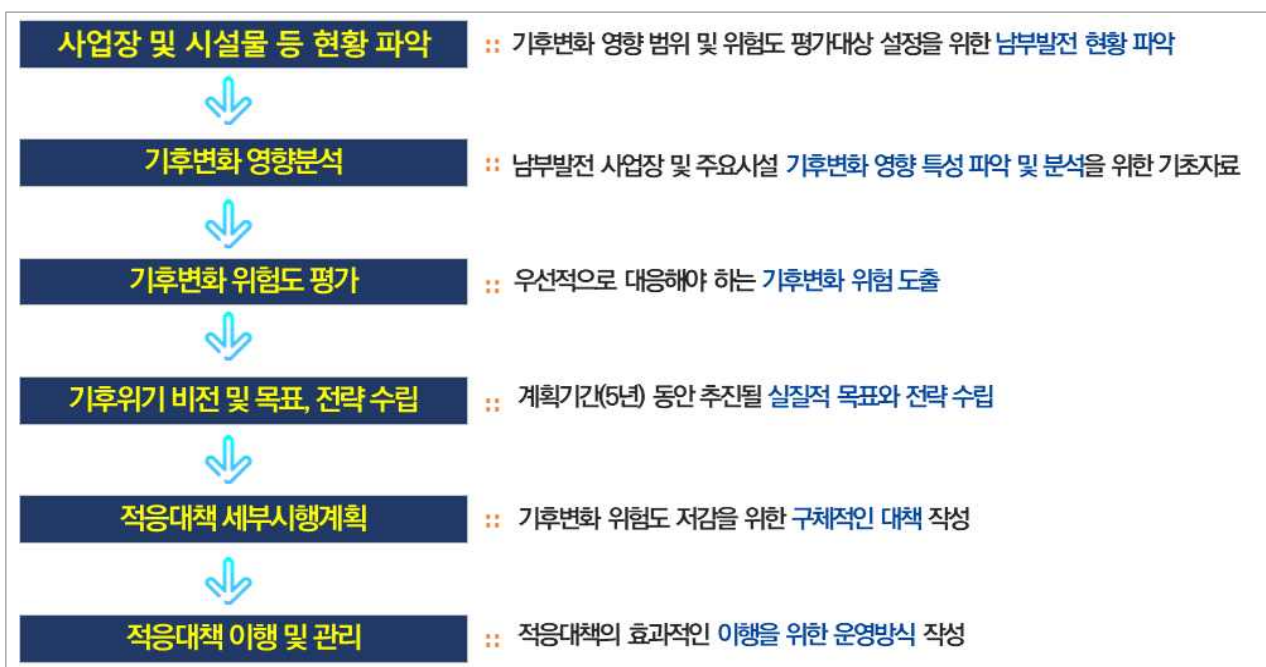 사업장 및 시설물 등 현황 파악
:: 기후변화 영향 범위 및 위험도 평가대상 설정을 위한 남부발전 현황 파악
기후변화 영향분석
:: 남부발전 사업장 및 주요시설 기후변화 영향 특성 파악 및 분석을 위한 기초자료
기후변화 위험도 평가
:: 우선적으로 대응해야 하는 기후변화 위험 도출
기후위기 비전 및 목표, 전략 수립
:: 계획기간(5년) 동안 추진될 실질적 목표와 전략 수립
적응대책 세부시행계획
:: 기후변화 위험도 저감을 위한 구체적인 대책 작성
적응대책 이행 및 관리
:: 적응대책의 효과적인 이행을 위한 운영방식 작성